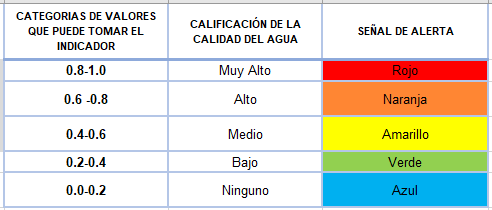 CATEGORIAS DE VALORES
QUE PUEDE TOMAR EL
INDICADOR
CALIFICACIÓN DE LA
CALIDAD DEL AGUA
SEÑAL DE ALERTA
0.8-1.0 Muy Alto Rojo
0.6 -0.8 Alto Naranja
0.4-0.6 Medio Amarillo
0.2-0.4 Bajo Verde
0.0-0.2 Ninguno Azul